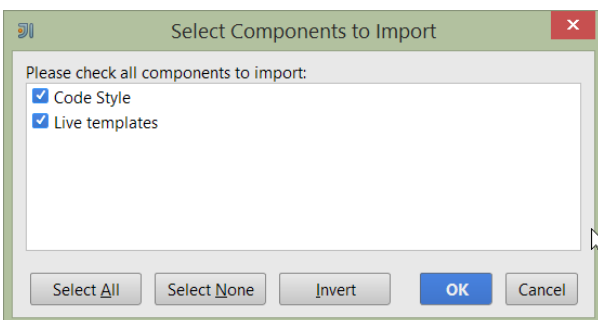 Select Components to Import
Please check all components to import:
Code Style
Live templates
Select All Select None Invert OK Cancel